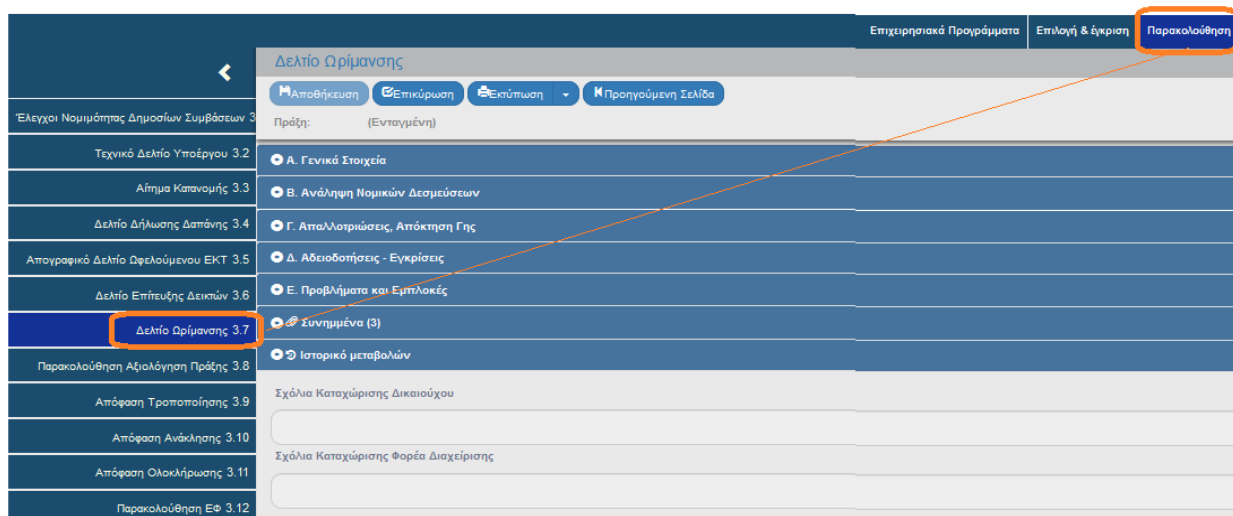 Επιχειρησιακά Προγράμματα Επιλογή & έγκριση Παρακολούθηση
Δελτίο Ωρίμανσης
Αποθήκευση Επικύρωση Εκτύπωση Προηγούμενη Σελίδα
Πράξη: (Ενταγμένη)
Έλεγχοι Νομιμότητας Δημοσίων Συμβάσεων 3
Τεχνικό Δελτίο Υποέργου 3.2
Αίτημα Κατανομής 3.3
Δελτίο Δήλωσης Δαπάνης 3.4
Απογραφικό Δελτίο Ωφελούμενου ΕΚΤ 3.5
Δελτίο Επίτευξης Δεικτών 3.6
Δελτίο Ωρίμανσης 3.7
Παρακολούθηση Αξιολόγηση Πράξης 3.8
Απόφαση Τροποποίησης 3.9
Απόφαση Ανάκλησης 3.10
Απόφαση Ολοκλήρωσης 3.11
Παρακολούθηση ΕΦ 3.12
Α. Γενικά Στοιχεία
Β. Ανάληψη Νομικών Δεσμεύσεων
Γ. Απαλλοτριώσεις, Απόκτηση Γης
Δ. Αδειοδοτήσεις - Εγκρίσεις
Ε. Προβλήματα και Εμπλοκές
Συνημμένα (3)
Ιστορικό μεταβολών
Σχόλια Καταχώρισης Δικαιούχου
Σχόλια Καταχώρισης Φορέα Διαχείρισης